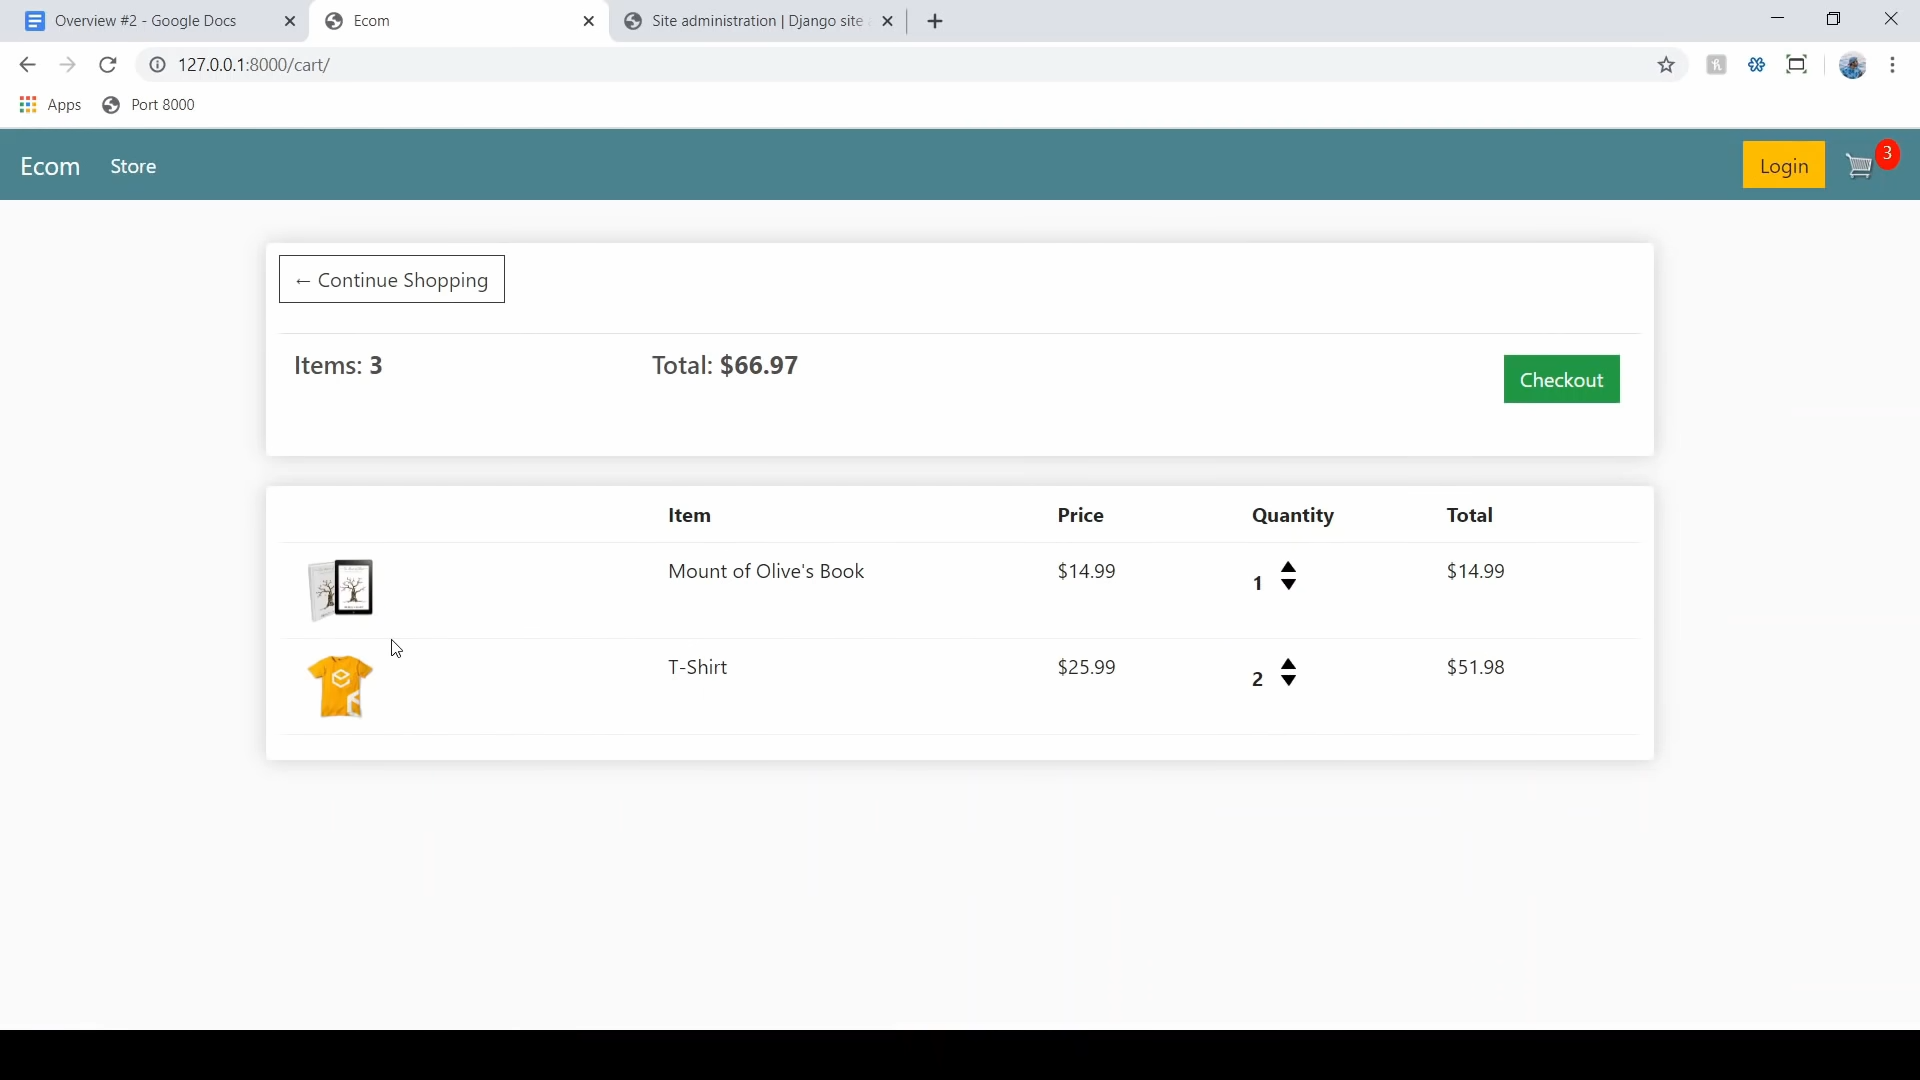 Overview #2 - Google Docs
Ecom
Site administration | Django site
127.0.0.1:8000/cart/
Apps
Port 8000
Ecom
Store
Login
3
← Continue Shopping
Items: 3
Total: $66.97
Checkout
Item
Price
Quantity
Total
Mount of Olive's Book
$14.99
1
$14.99
T-Shirt
$25.99
2
$51.98